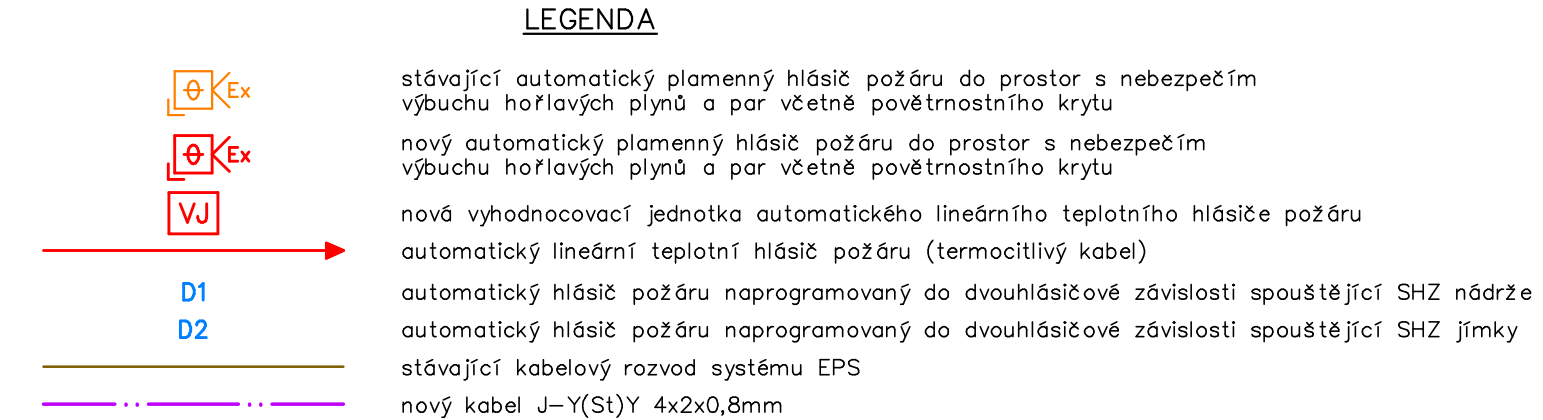 LEGENDA
θ Ex stávající automatický plamenný hlásič požáru do prostor s nebezpečím
výbuchu hořlavých plynů a par včetně povětrnostního krytu
θ Ex nový automatický plamenný hlásič požáru do prostor s nebezpečím
výbuchu hořlavých plynů a par včetně povětrnostního krytu
VJ nová vyhodnocovací jednotka automatického lineárního teplotního hlásiče požáru
automatický lineární teplotní hlásič požáru (termocitlivý kabel)
D1 automatický hlásič požáru naprogramovaný do dvouhlásičové závislosti spouštějící SHZ nádrže
D2 automatický hlásič požáru naprogramovaný do dvouhlásičové závislosti spouštějící SHZ jímky
stávající kabelový rozvod systému EPS
nový kabel J-Y(St)Y 4x2x0,8mm